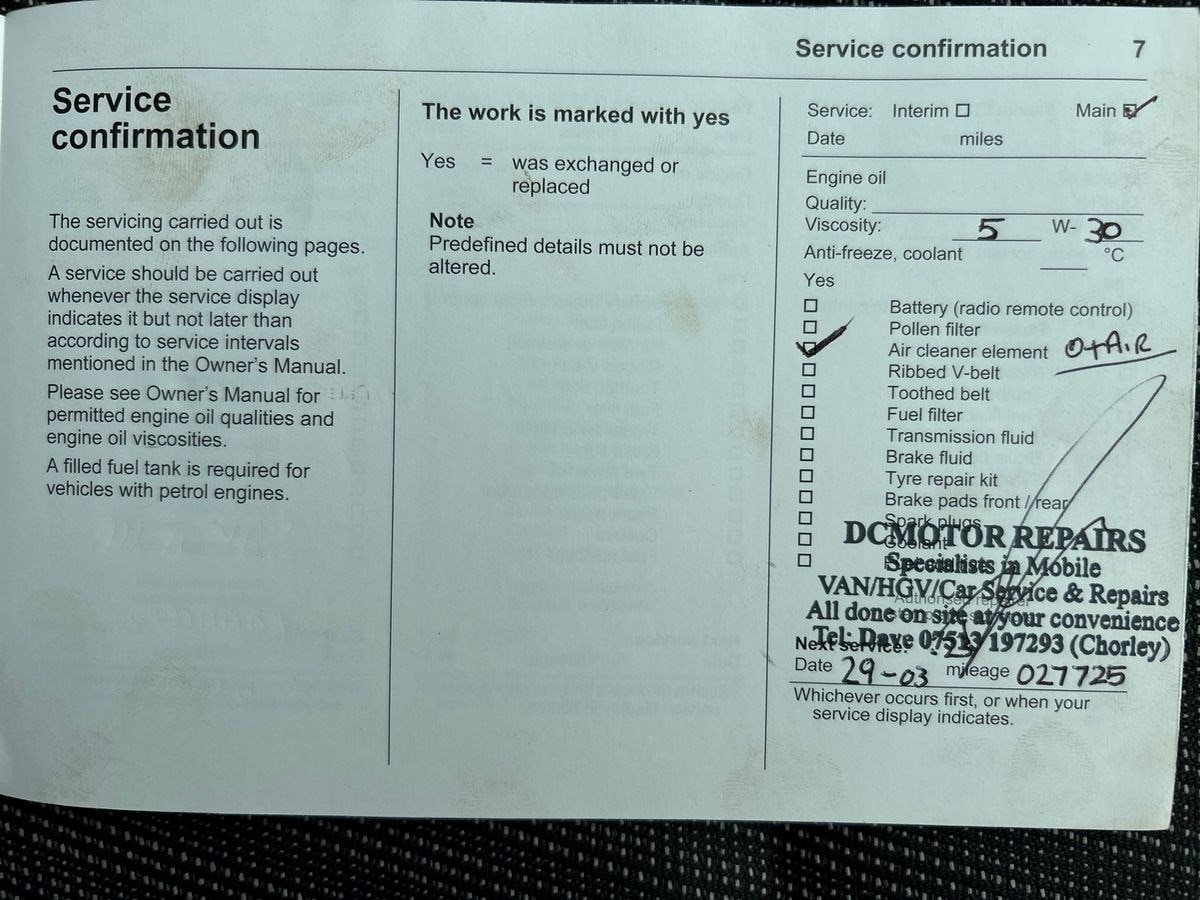 Service confirmation 7
Service
confirmation
The servicing carried out is
documented on the following pages.
A service should be carried out
whenever the service display
indicates it but not later than
according to service intervals
mentioned in the Owner's Manual.
Please see Owner's Manual for
permitted engine oil qualities and
engine oil viscosities.
A filled fuel tank is required for
vehicles with petrol engines.
The work is marked with yes
Yes = was exchanged or
replaced
Note
Predefined details must not be
altered.
Service: Interim ☐ Main ☑
Date miles
Engine oil
Quality:
Viscosity: 5 W- 30
Anti-freeze, coolant °C
Yes
☐ Battery (radio remote control)
☐ Pollen filter
☑ Air cleaner element O+AIR
☐ Ribbed V-belt
☐ Toothed belt
☐ Fuel filter
☐ Transmission fluid
☐ Brake fluid
☐ Tyre repair kit
☐ Brake pads front / rear
☐ Spark plugs
☐ Coolant
☐
DCMOTOR REPAIRS
Specialists in Mobile
VAN/HGV/Car Service & Repairs
Authorised repairer
All done on site at your convenience
Tel: Dave 07513 197293 (Chorley)
Next service:
Date 29-03 mileage 027725
Whichever occurs first, or when your
service display indicates.